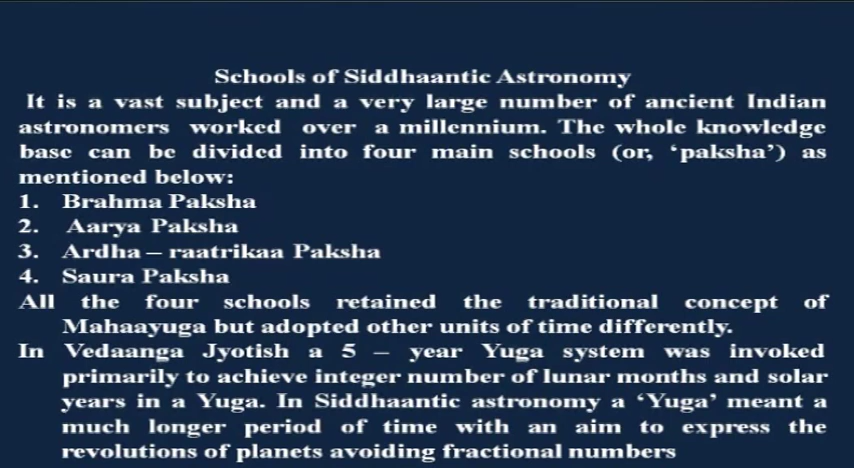 Schools of Siddhaantic Astronomy
It is a vast subject and a very large number of ancient Indian
astronomers worked over a millennium. The whole knowledge
base can be divided into four main schools (or, ‘paksha’) as
mentioned below:
1. Brahma Paksha
2. Aarya Paksha
3. Ardha – raatrikaa Paksha
4. Saura Paksha
All the four schools retained the traditional concept of
Mahaayuga but adopted other units of time differently.
In Vedaanga Jyotish a 5 – year Yuga system was invoked
primarily to achieve integer number of lunar months and solar
years in a Yuga. In Siddhaantic astronomy a ‘Yuga’ meant a
much longer period of time with an aim to express the
revolutions of planets avoiding fractional numbers